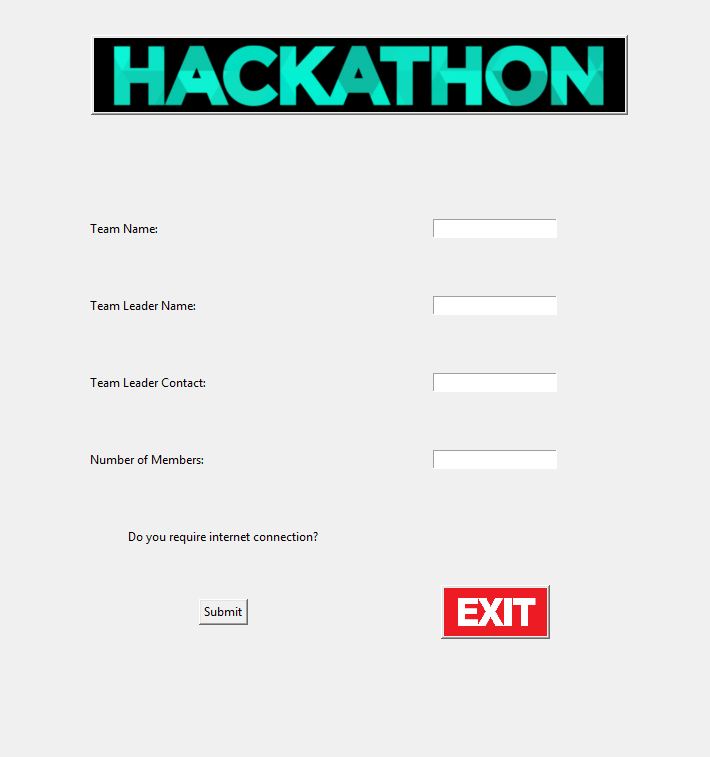 HACKATHON
Team Name:
Team Leader Name:
Team Leader Contact:
Number of Members:
Do you require internet connection?
Submit
EXIT